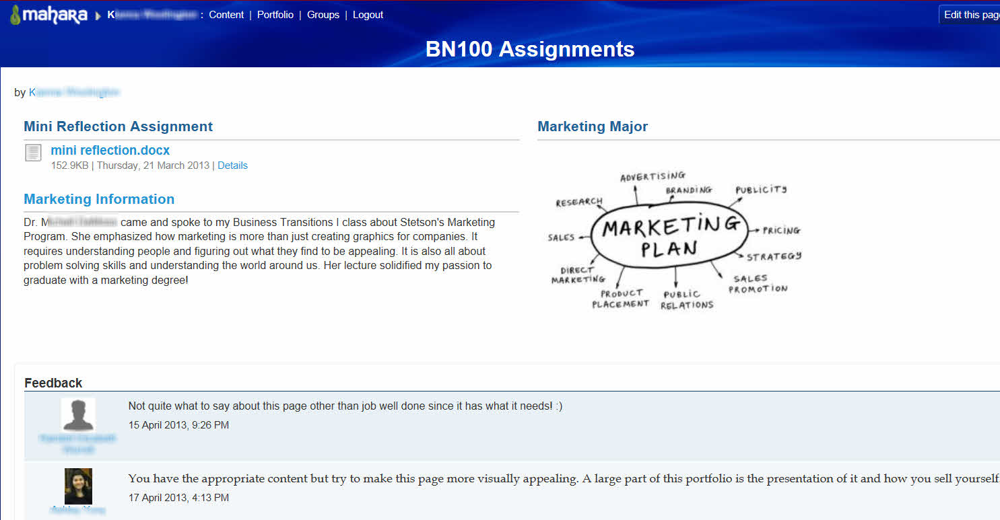 mahara K : Content | Portfolio | Groups | Logout
Edit this pag
BN100 Assignments
by K
Mini Reflection Assignment
mini reflection.docx
152.9KB | Thursday, 21 March 2013 | Details
Marketing Information
Dr. M came and spoke to my Business Transitions I class about Stetson's Marketing
Program. She emphasized how marketing is more than just creating graphics for companies. It
requires understanding people and figuring out what they find to be appealing. It is also all about
problem solving skills and understanding the world around us. Her lecture solidified my passion to
graduate with a marketing degree!
Marketing Major
ADVERTISING
BRANDING
PUBLICITY
RESEARCH
MARKETING
PLAN
PRICING
SALES
STRATEGY
DIRECT
MARKETING
SALES
PROMOTION
PRODUCT
PLACEMENT
PUBLIC
RELATIONS
Feedback
Not quite what to say about this page other than job well done since it has what it needs! :)
15 April 2013, 9:26 PM
You have the appropriate content but try to make this page more visually appealing. A large part of this portfolio is the presentation of it and how you sell yourself.
17 April 2013, 4:13 PM